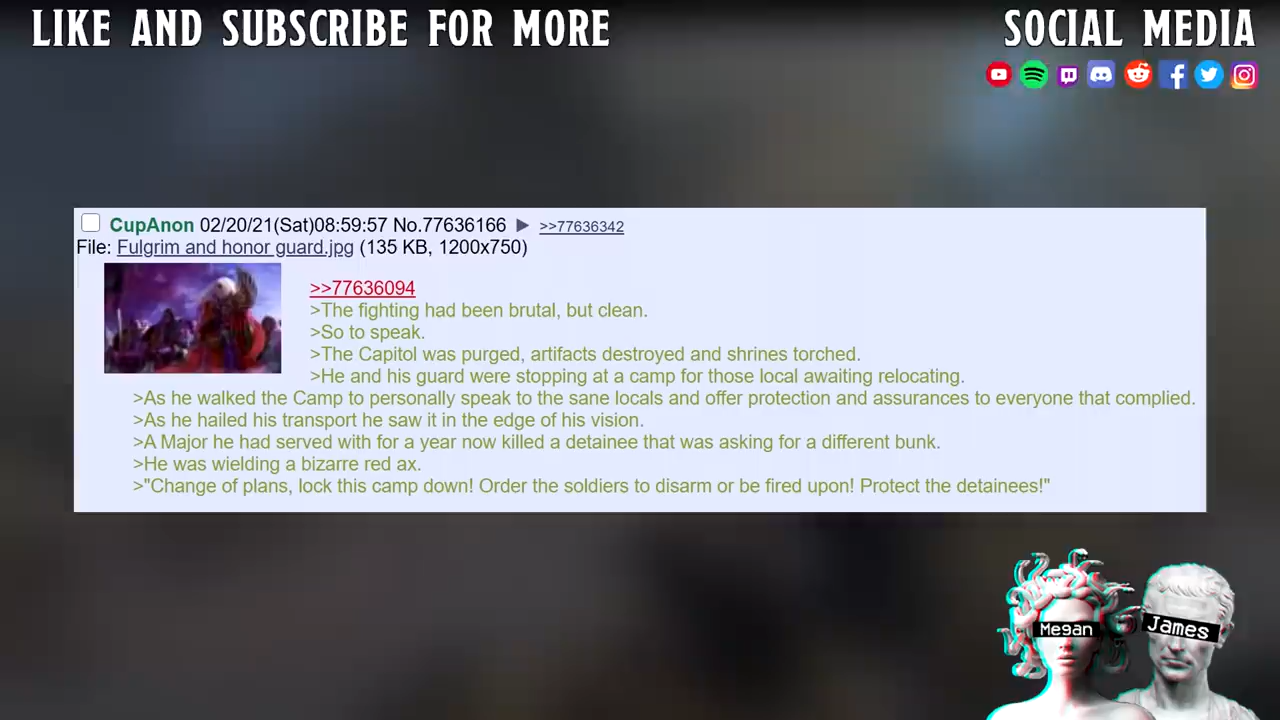 LIKE AND SUBSCRIBE FOR MORE
SOCIAL MEDIA
CupAnon 02/20/21(Sat)08:59:57 No.77636166 ▶ >>77636342
File: Fulgrim and honor guard.jpg (135 KB, 1200x750)
>>77636094
>The fighting had been brutal, but clean.
>So to speak.
>The Capitol was purged, artifacts destroyed and shrines torched.
>He and his guard were stopping at a camp for those local awaiting relocating.
>As he walked the Camp to personally speak to the sane locals and offer protection and assurances to everyone that complied.
>As he hailed his transport he saw it in the edge of his vision.
>A Major he had served with for a year now killed a detainee that was asking for a different bunk.
>He was wielding a bizarre red ax.
>"Change of plans, lock this camp down! Order the soldiers to disarm or be fired upon! Protect the detainees!"
Megan
James